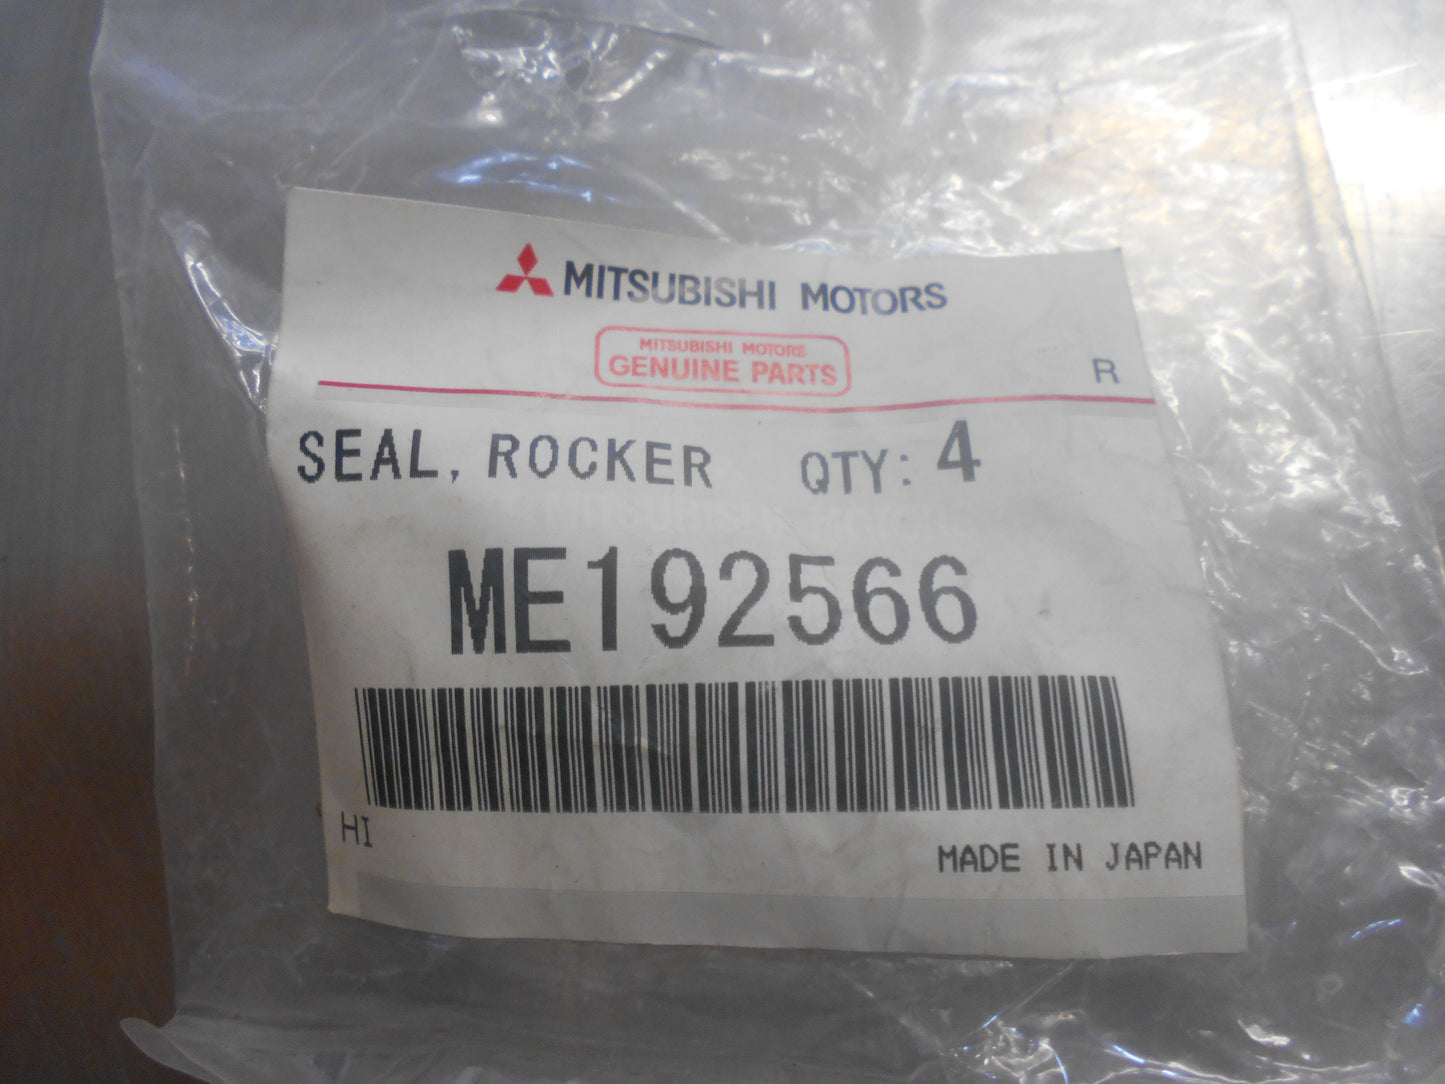 MITSUBISHI MOTORS
MITSUBISHI MOTORS
GENUINE PARTS
R
SEAL, ROCKER QTY: 4
ME192566
HI
MADE IN JAPAN